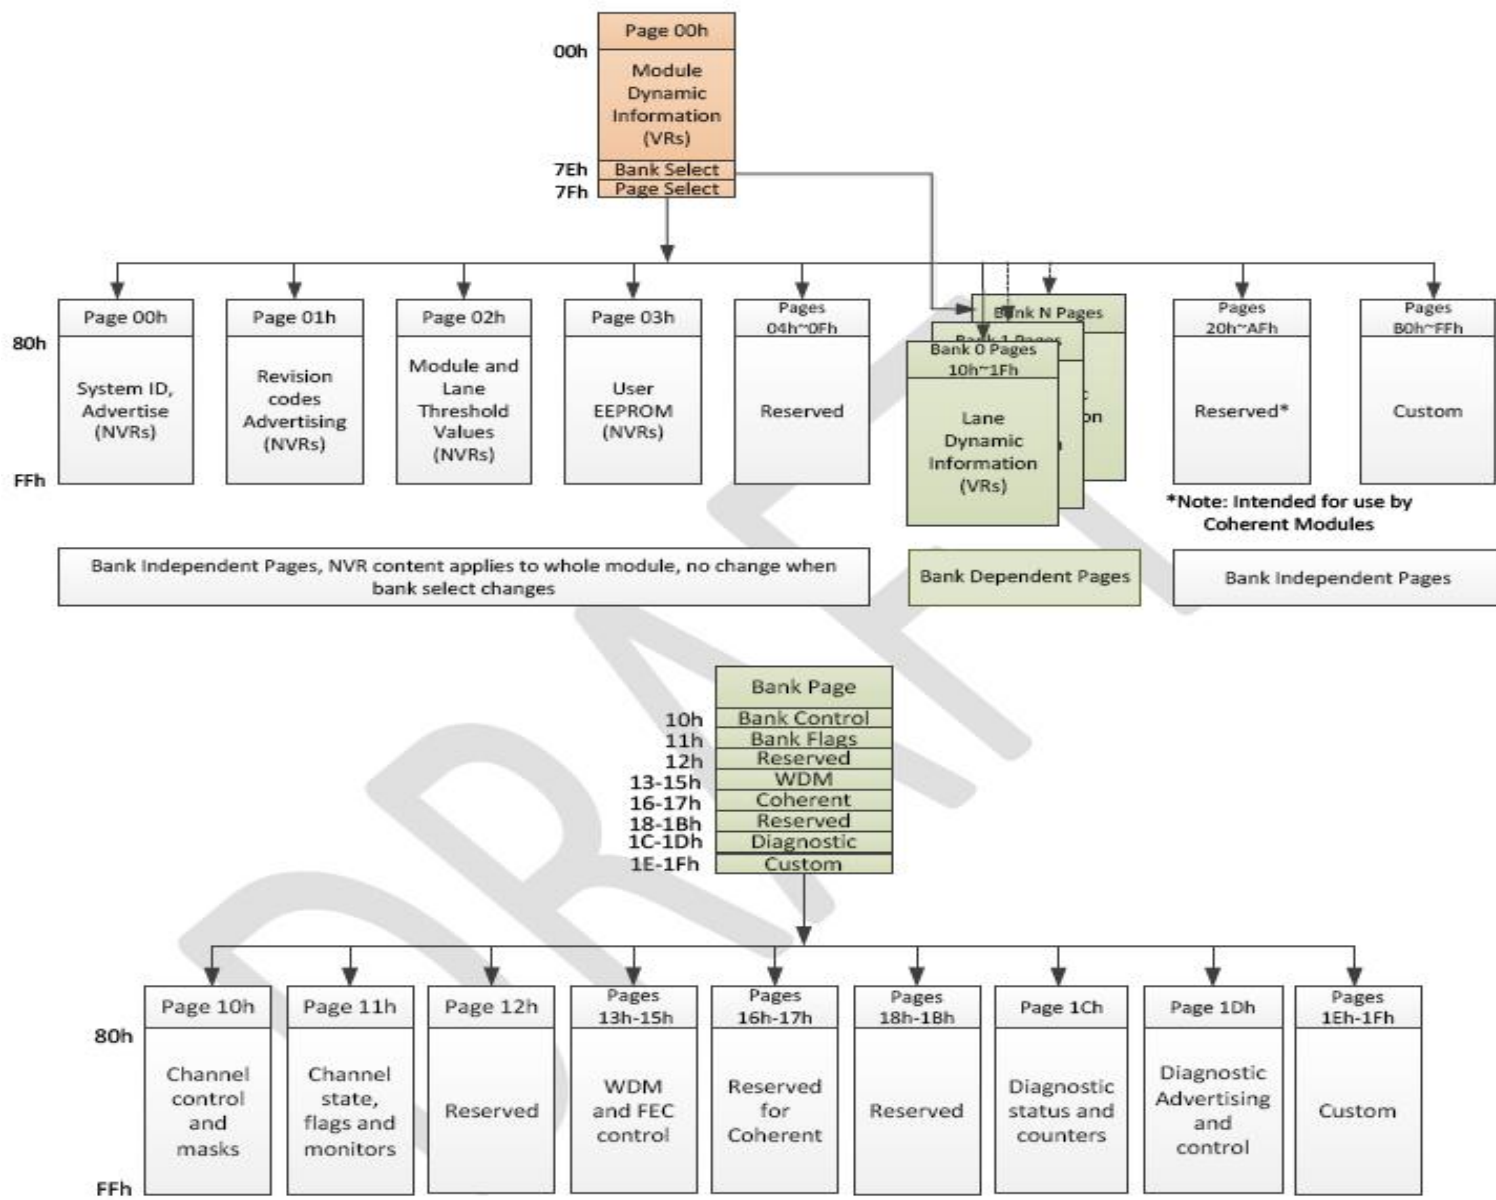 Page 00h
00h
Module
Dynamic
Information
(VRs)
7Eh
Bank Select
7Fh
Page Select
Page 00h
Page 01h
Page 02h
Page 03h
Pages
04h~0Fh
Bank N Pages
Bank 1 Pages
Bank 0 Pages
10h~1Fh
Pages
20h~AFh
Pages
B0h~FFh
80h
System ID,
Advertise
(NVRs)
Revision
codes
Advertising
(NVRs)
Module and
Lane
Threshold
Values
(NVRs)
User
EEPROM
(NVRs)
Reserved
Lane
Dynamic
Information
(VRs)
Reserved*
Custom
FFh
*Note: Intended for use by
Coherent Modules
Bank Independent Pages, NVR content applies to whole module, no change when
bank select changes
Bank Dependent Pages
Bank Independent Pages
Bank Page
10h
Bank Control
11h
Bank Flags
12h
Reserved
13-15h
WDM
16-17h
Coherent
18-1Bh
Reserved
1C-1Dh
Diagnostic
1E-1Fh
Custom
Page 10h
Page 11h
Page 12h
Pages
13h-15h
Pages
16h-17h
Pages
18h-1Bh
Page 1Ch
Page 1Dh
Pages
1Eh-1Fh
80h
Channel
control
and
masks
Channel
state,
flags and
monitors
Reserved
WDM
and FEC
control
Reserved
for
Coherent
Reserved
Diagnostic
status and
counters
Diagnostic
Advertising
and
control
Custom
FFh
DRAFT